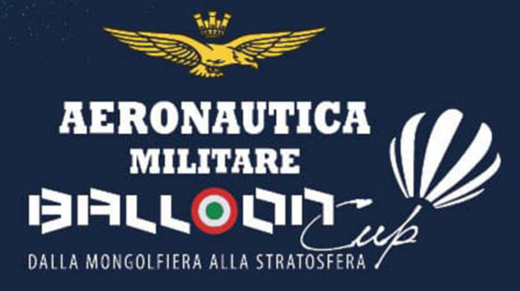 AERONAUTICA
MILITARE
BALLOON Cup
DALLA MONGOLFIERA ALLA STRATOSFERA